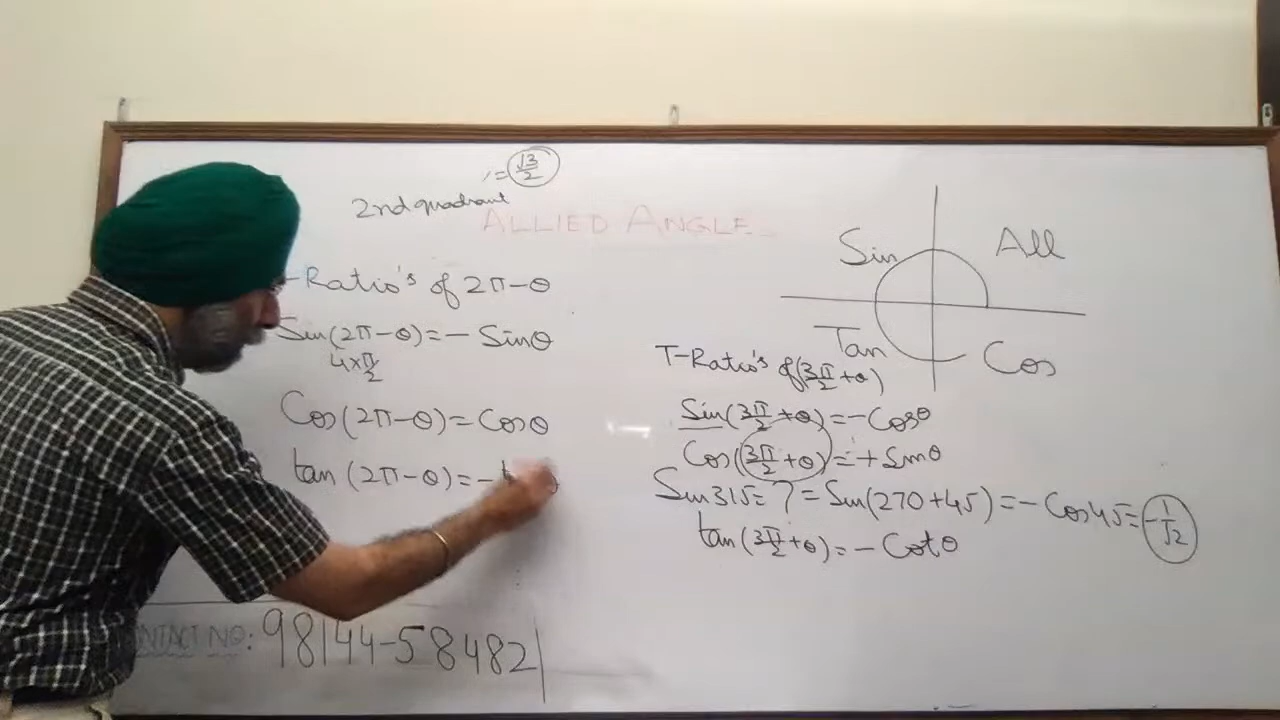 = √3/2
2nd quadrant
ALLIED ANGLE
-Ratio's of 2π-θ
Sin(2π-θ)=- Sinθ
4×π/2
Cos(2π-θ)=Cosθ
tan(2π-θ)=-
CONTACT NO: 98144-58482
Sin All
Tan Cos
T-Ratio's of(3π/2+θ)
Sin(3π/2+θ)=-Cosθ
Cos(3π/2+θ)=+Sinθ
Sin315=?=Sin(270+45)=-Cos45=-1/√2
tan(3π/2+θ)=-Cotθ